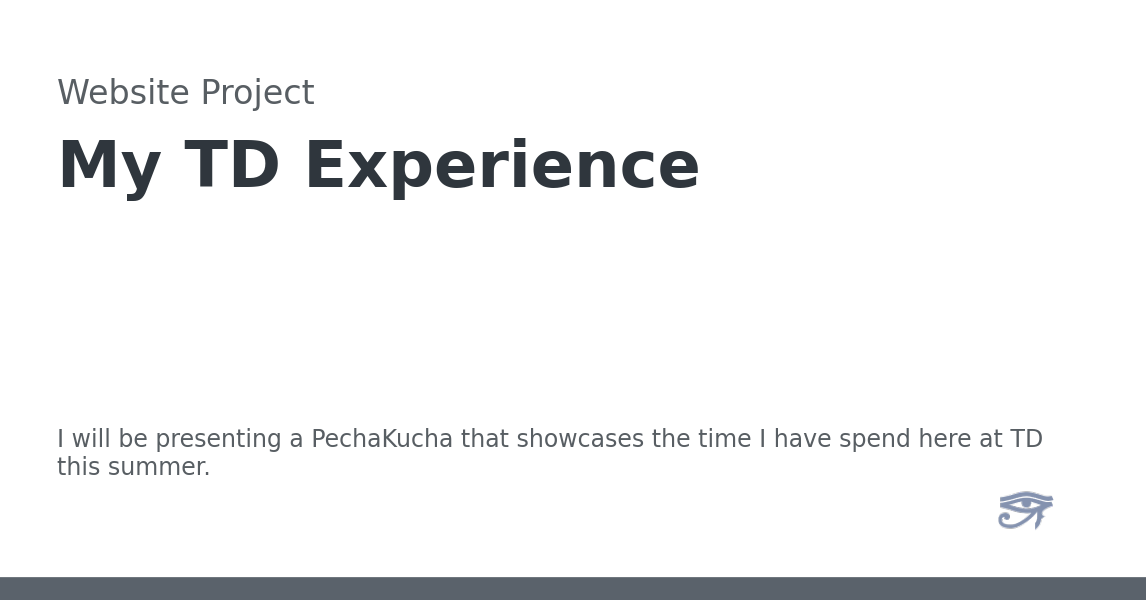 Website Project
My TD Experience
I will be presenting a PechaKucha that showcases the time I have spend here at TD
this summer.